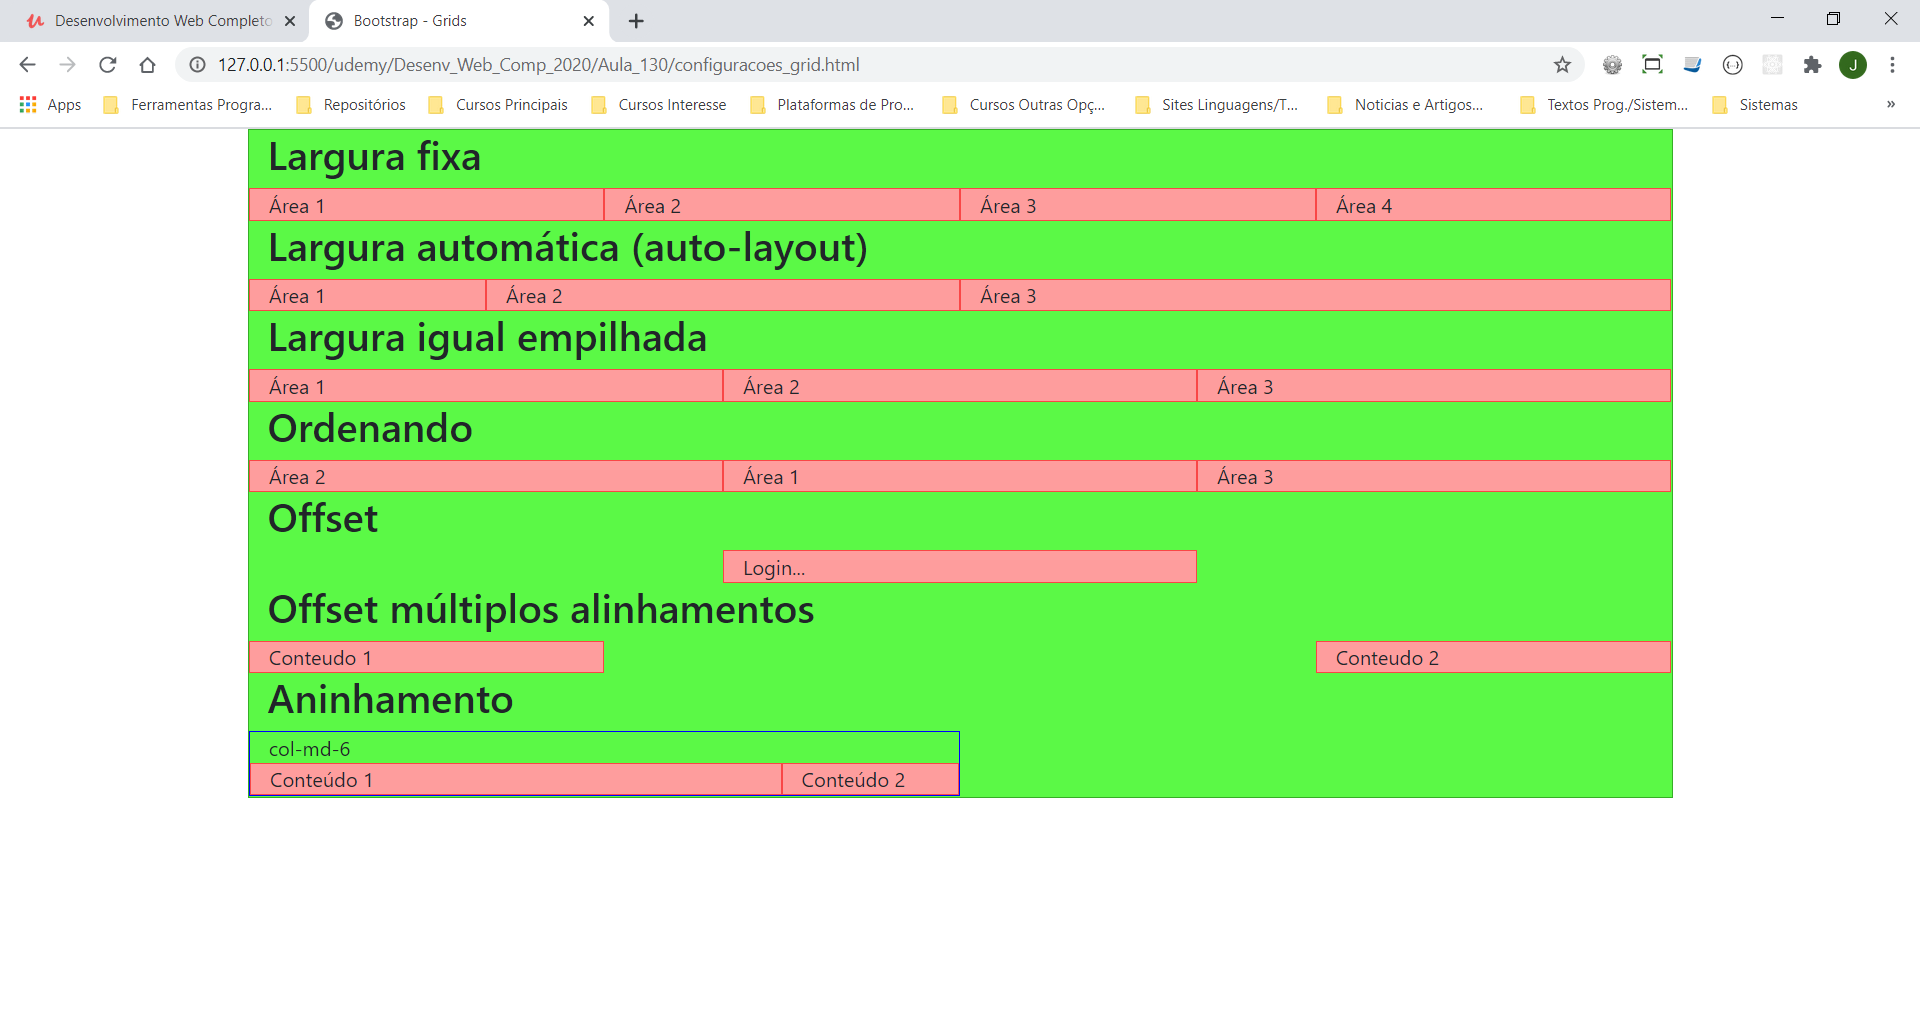 Desenvolvimento Web Completo
Bootstrap - Grids
127.0.0.1:5500/udemy/Desenv_Web_Comp_2020/Aula_130/configuracoes_grid.html
J
Apps Ferramentas Progra... Repositórios Cursos Principais Cursos Interesse Plataformas de Pro... Cursos Outras Opç... Sites Linguagens/T... Noticias e Artigos... Textos Prog./Sistem... Sistemas »
Largura fixa
Área 1 Área 2 Área 3 Área 4
Largura automática (auto-layout)
Área 1 Área 2 Área 3
Largura igual empilhada
Área 1 Área 2 Área 3
Ordenando
Área 2 Área 1 Área 3
Offset
Login...
Offset múltiplos alinhamentos
Conteudo 1 Conteudo 2
Aninhamento
col-md-6
Conteúdo 1 Conteúdo 2